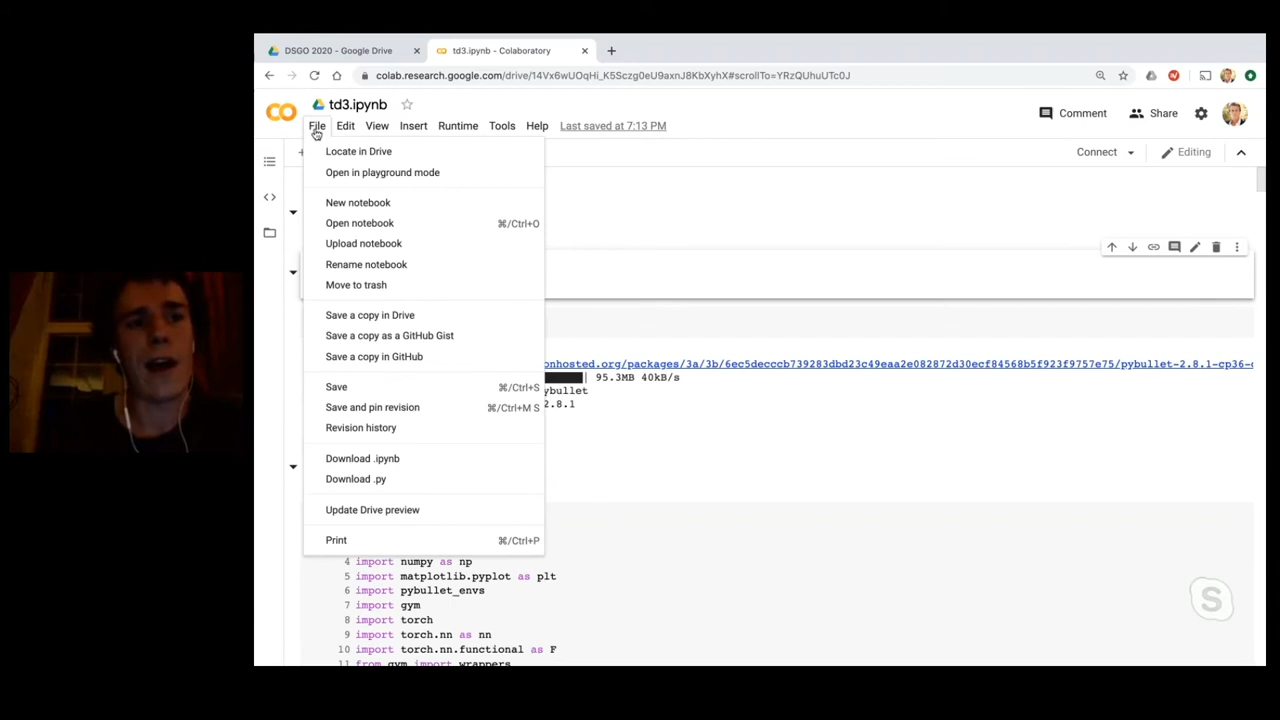 DSGO 2020 - Google Drive
td3.ipynb - Colaboratory
colab.research.google.com/drive/14Vx6wUOqHi_K5Sczg0eU9axnJ8KbXyhX#scrollTo=YRzQUhuUTc0J
td3.ipynb
Comment
Share
File Edit View Insert Runtime Tools Help Last saved at 7:13 PM
Connect
Editing
Locate in Drive
Open in playground mode
New notebook
Open notebook ⌘/Ctrl+O
Upload notebook
Rename notebook
Move to trash
Save a copy in Drive
Save a copy as a GitHub Gist
Save a copy in GitHub
onhosted.org/packages/3a/3b/6ec5decccb739283dbd23c49eaa2e082872d30ecf84568b5f923f9757e75/pybullet-2.8.1-cp36-c
| 95.3MB 40kB/s
Save ⌘/Ctrl+S
ybullet
Save and pin revision ⌘/Ctrl+M S
2.8.1
Revision history
Download .ipynb
Download .py
Update Drive preview
Print ⌘/Ctrl+P
4 import numpy as np
5 import matplotlib.pyplot as plt
6 import pybullet_envs
7 import gym
8 import torch
9 import torch.nn as nn
10 import torch.nn.functional as F
11 from gym import wrappers
S